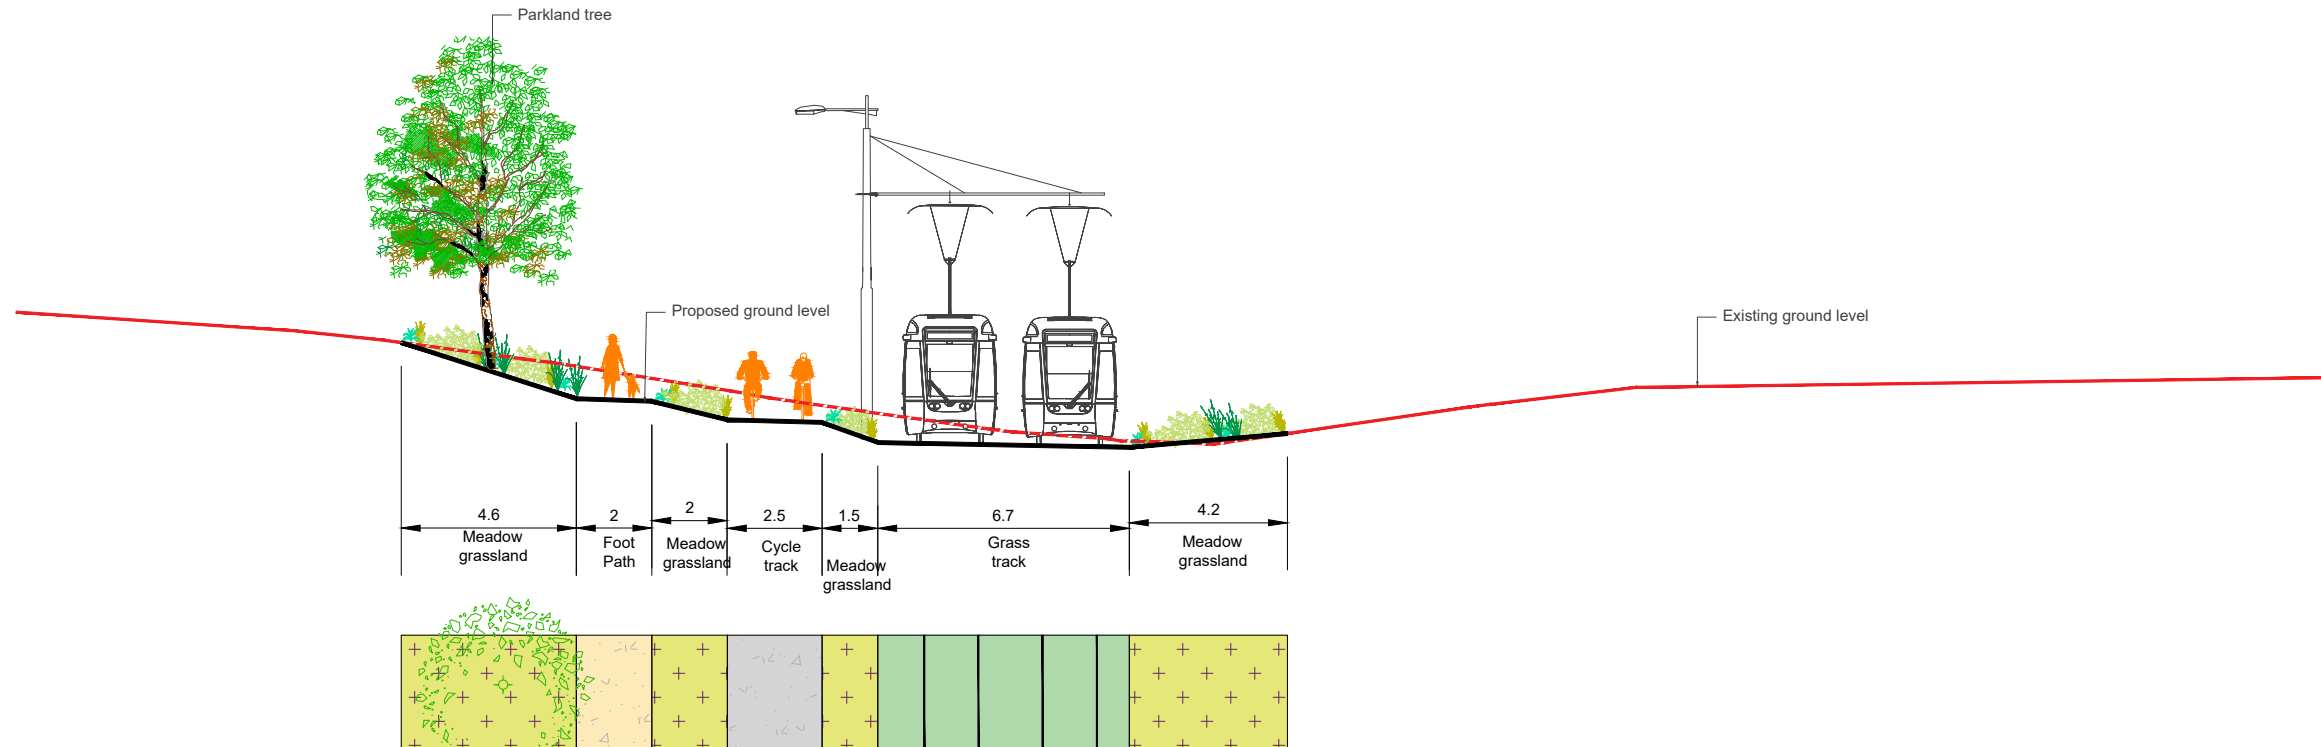 Parkland tree
Proposed ground level
Existing ground level
4.6
2
2
2.5
1.5
6.7
4.2
Meadow
grassland
Foot
Path
Meadow
grassland
Cycle
track
Meadow
grassland
Grass
track
Meadow
grassland